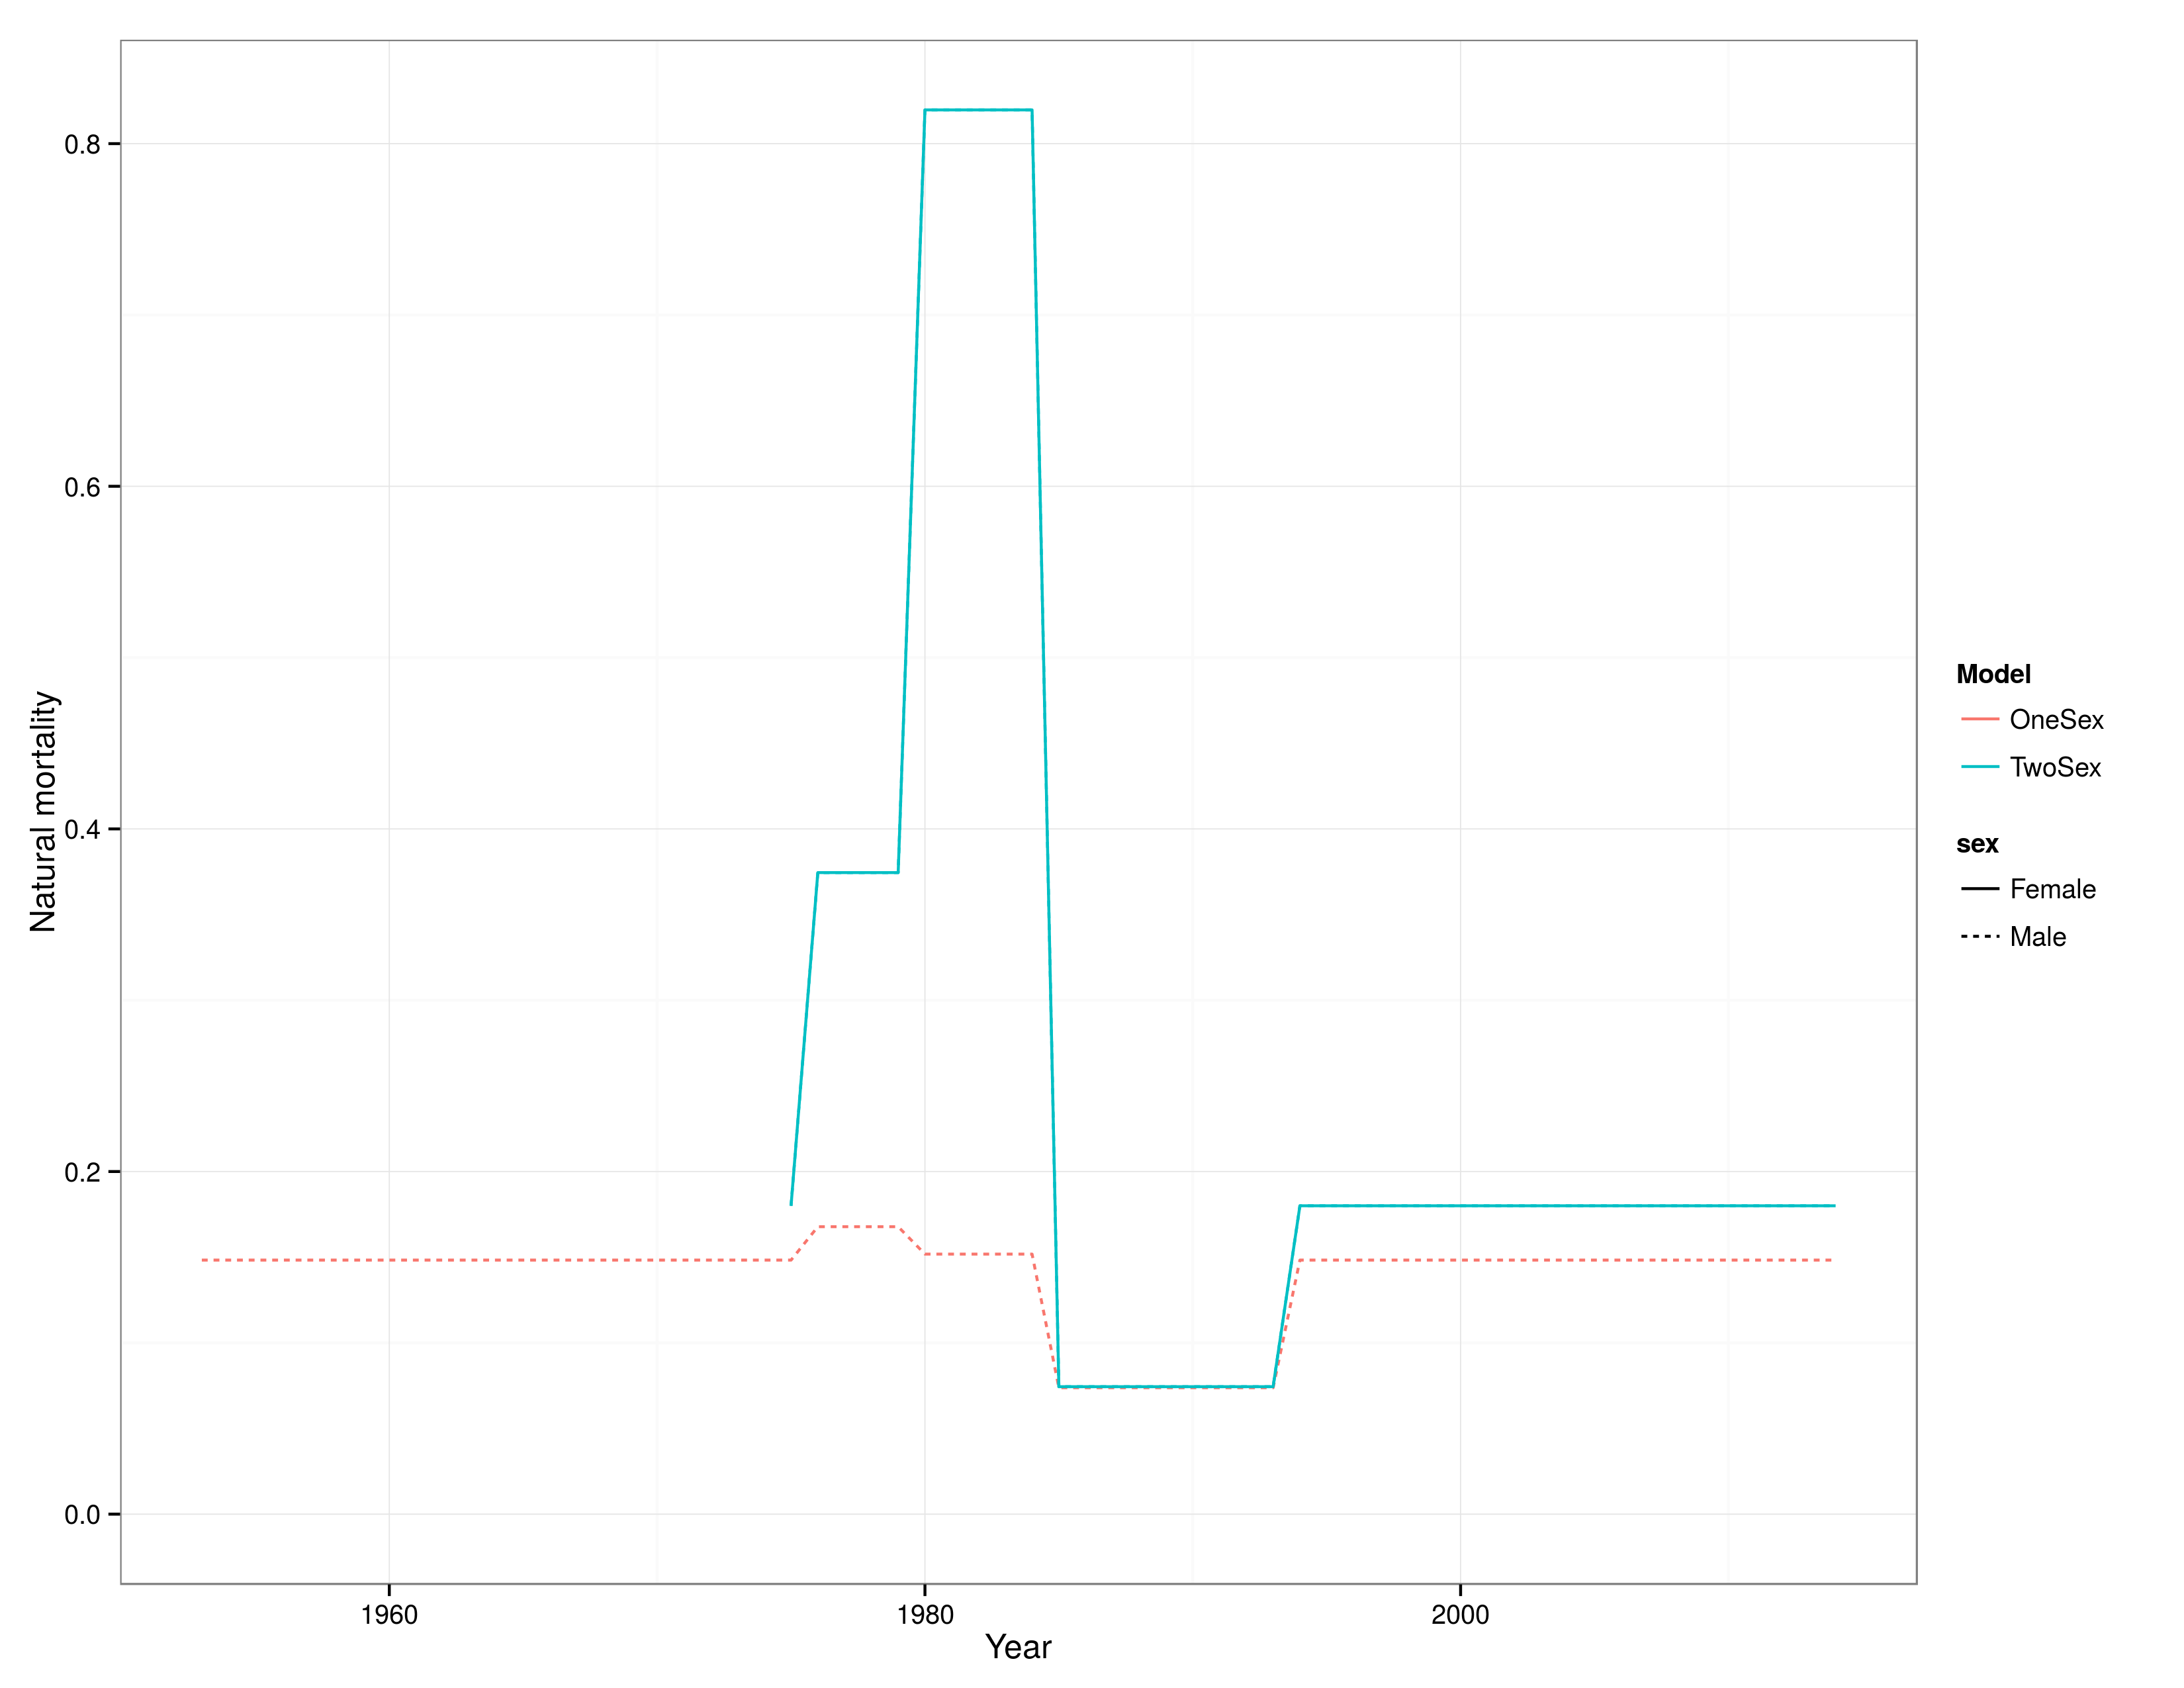 Natural mortality
0.8
0.6
0.4
0.2
0.0
1960
1980
2000
Year
Model
OneSex
TwoSex
sex
Female
Male